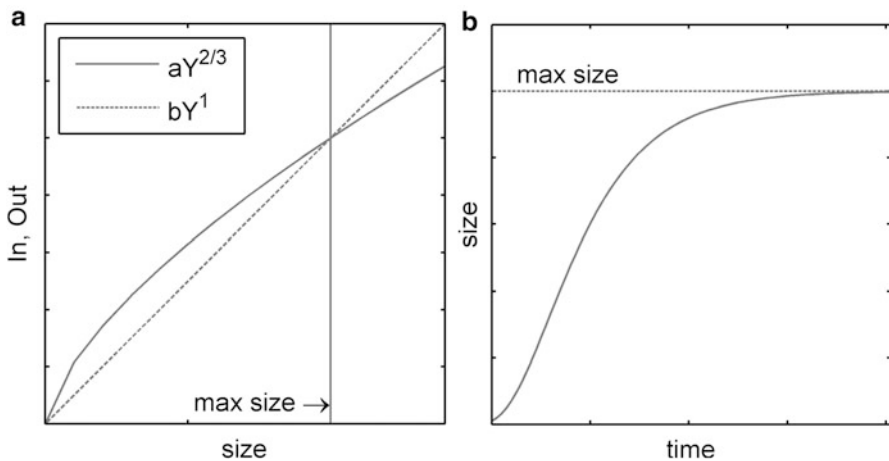 a
aY^2/3
bY^1
In, Out
max size →
size
b
max size
size
time